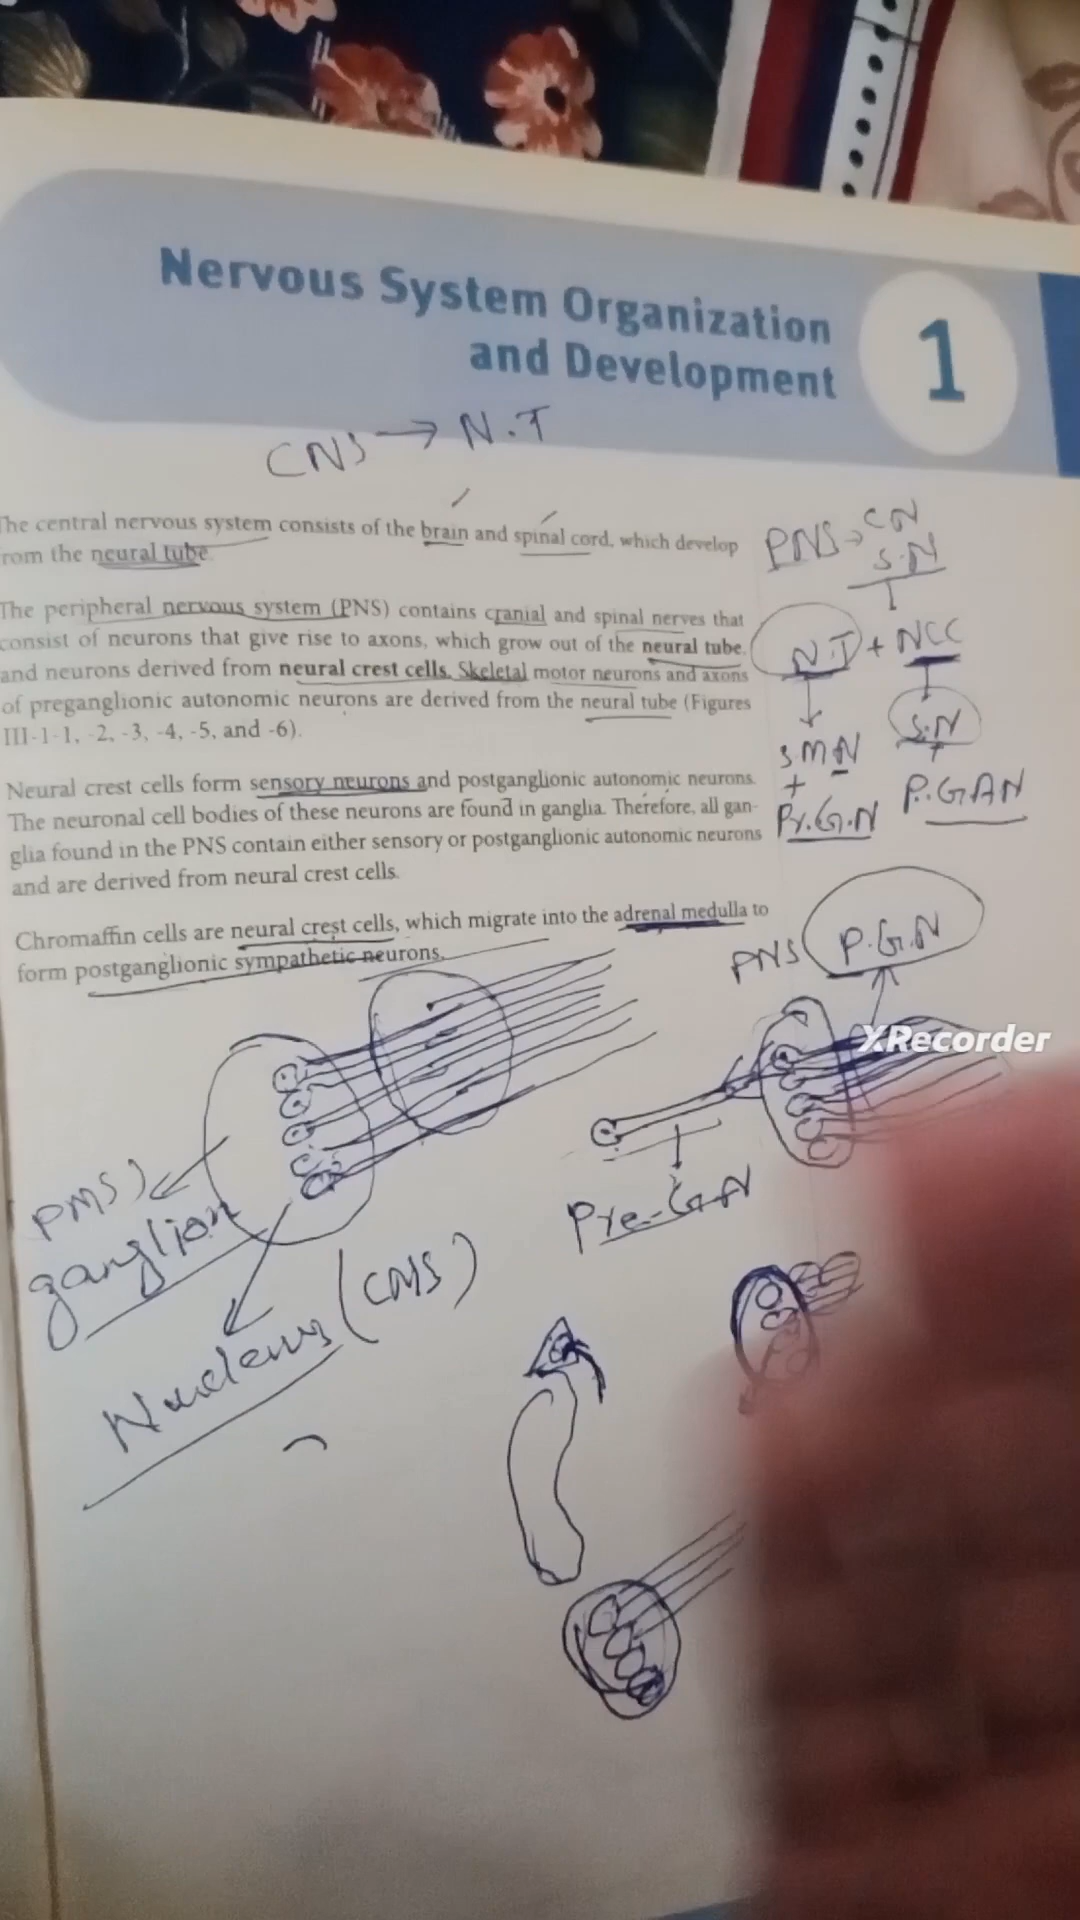 Nervous System Organization
and Development
1
CNS → N.T
The central nervous system consists of the brain and spinal cord, which develop
from the neural tube.
The peripheral nervous system (PNS) contains cranial and spinal nerves that
consist of neurons that give rise to axons, which grow out of the neural tube,
and neurons derived from neural crest cells. Skeletal motor neurons and axons
of preganglionic autonomic neurons are derived from the neural tube (Figures
III-1-1, -2, -3, -4, -5, and -6).
Neural crest cells form sensory neurons and postganglionic autonomic neurons.
The neuronal cell bodies of these neurons are found in ganglia. Therefore, all gan-
glia found in the PNS contain either sensory or postganglionic autonomic neurons
and are derived from neural crest cells.
Chromaffin cells are neural crest cells, which migrate into the adrenal medulla to
form postganglionic sympathetic neurons.
PNS → CN
S.N
N.T + NCC
SMN
+
Pr.G.N
S.N
+
P.GAN
PNS P.G.N
XRecorder
Pre-GAN
PNS)
ganglion
Nucleus (CNS)